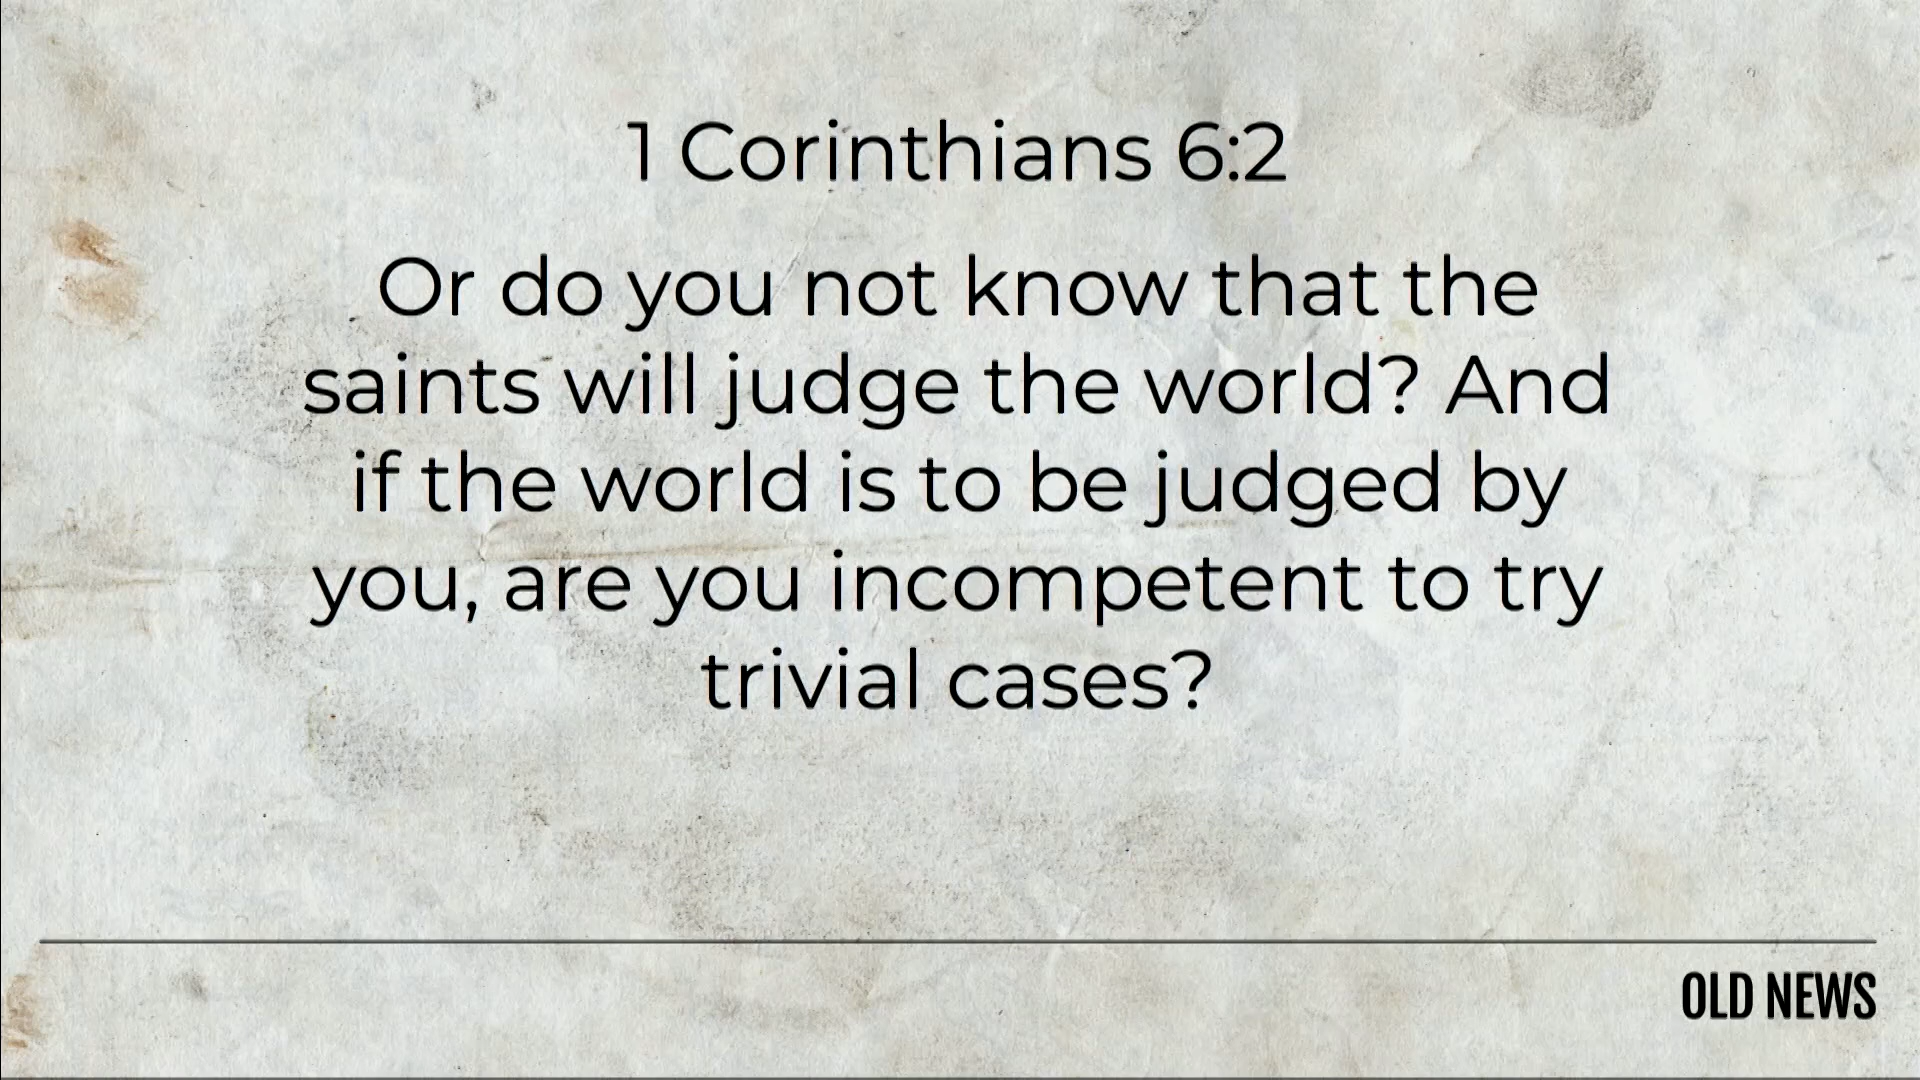 1 Corinthians 6:2
Or do you not know that the
saints will judge the world? And
if the world is to be judged by
you, are you incompetent to try
trivial cases?
OLD NEWS